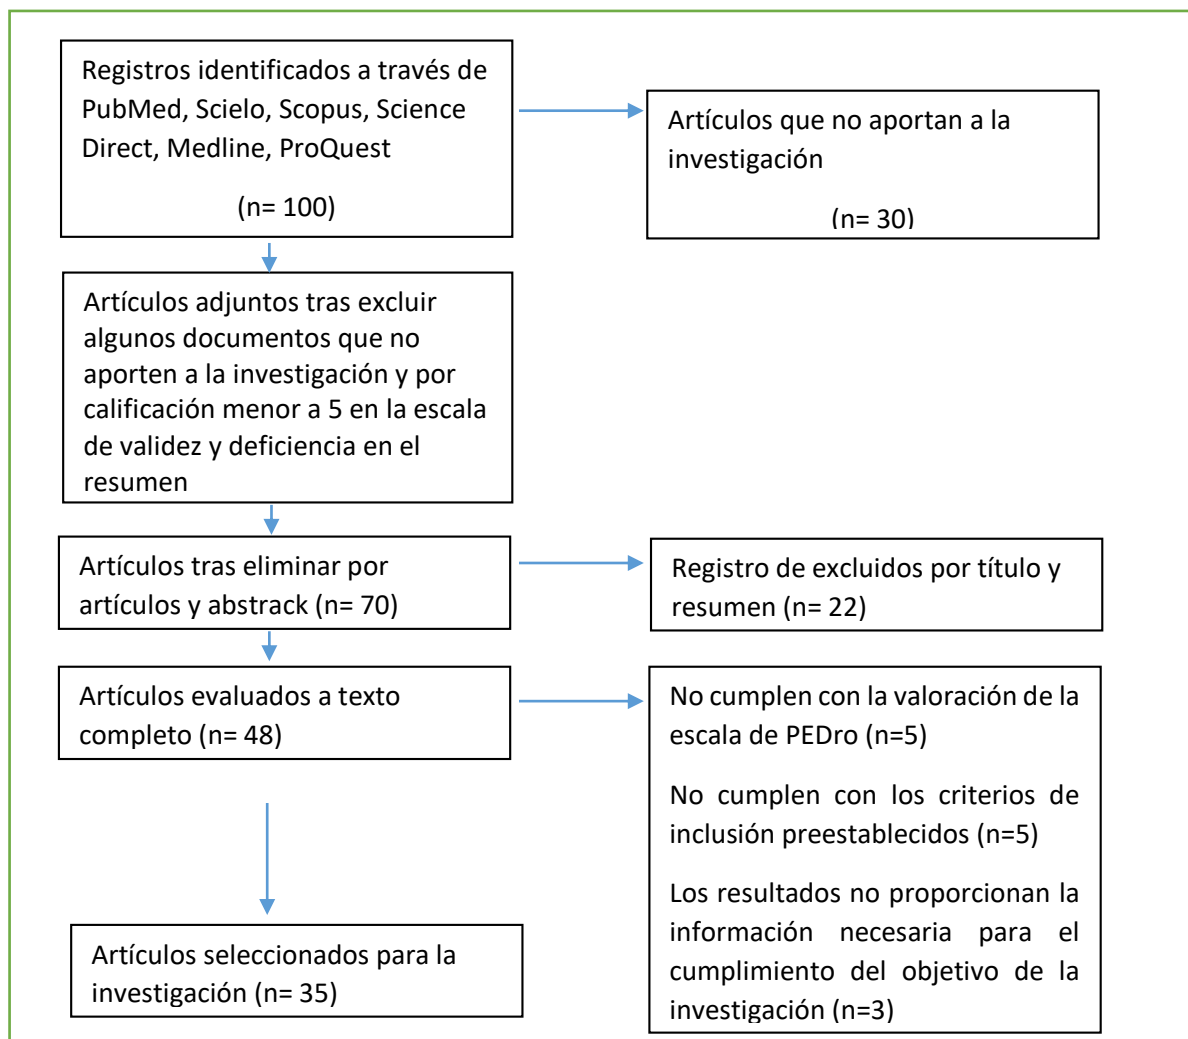 Registros identificados a través de
PubMed, Scielo, Scopus, Science
Direct, Medline, ProQuest
(n= 100)
Artículos que no aportan a la
investigación
(n= 30)
Artículos adjuntos tras excluir
algunos documentos que no
aporten a la investigación y por
calificación menor a 5 en la escala
de validez y deficiencia en el
resumen
Artículos tras eliminar por
artículos y abstrack (n= 70)
Registro de excluidos por título y
resumen (n= 22)
Artículos evaluados a texto
completo (n= 48)
No cumplen con la valoración de la
escala de PEDro (n=5)
No cumplen con los criterios de
inclusión preestablecidos (n=5)
Los resultados no proporcionan la
información necesaria para el
cumplimiento del objetivo de la
investigación (n=3)
Artículos seleccionados para la
investigación (n= 35)